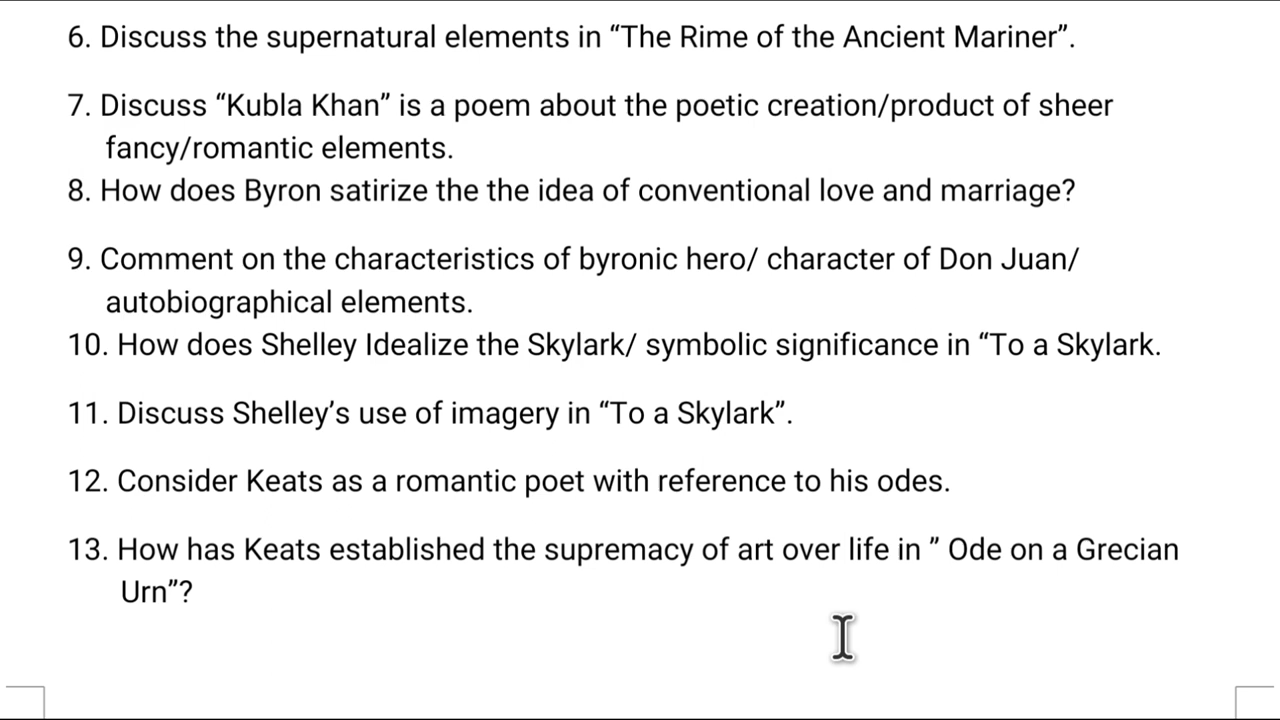 6. Discuss the supernatural elements in “The Rime of the Ancient Mariner”.
7. Discuss “Kubla Khan” is a poem about the poetic creation/product of sheer
fancy/romantic elements.
8. How does Byron satirize the the idea of conventional love and marriage?
9. Comment on the characteristics of byronic hero/ character of Don Juan/
autobiographical elements.
10. How does Shelley Idealize the Skylark/ symbolic significance in “To a Skylark.
11. Discuss Shelley’s use of imagery in “To a Skylark”.
12. Consider Keats as a romantic poet with reference to his odes.
13. How has Keats established the supremacy of art over life in ” Ode on a Grecian
Urn”?